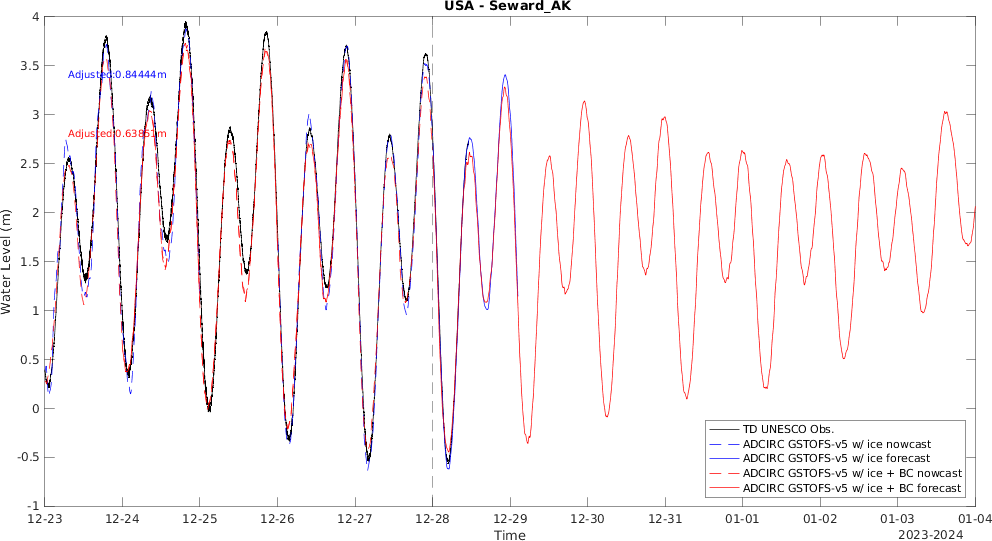 USA - Seward_AK
4
3.5
3
2.5
2
1.5
1
0.5
0
-0.5
-1
Water Level (m)
Adjusted:0.84444m
Adjusted:0.63851m
TD UNESCO Obs.
ADCIRC GSTOFS-v5 w/ ice nowcast
ADCIRC GSTOFS-v5 w/ ice forecast
ADCIRC GSTOFS-v5 w/ ice + BC nowcast
ADCIRC GSTOFS-v5 w/ ice + BC forecast
12-23 12-24 12-25 12-26 12-27 12-28 12-29 12-30 12-31 01-01 01-02 01-03 01-04
Time
2023-2024